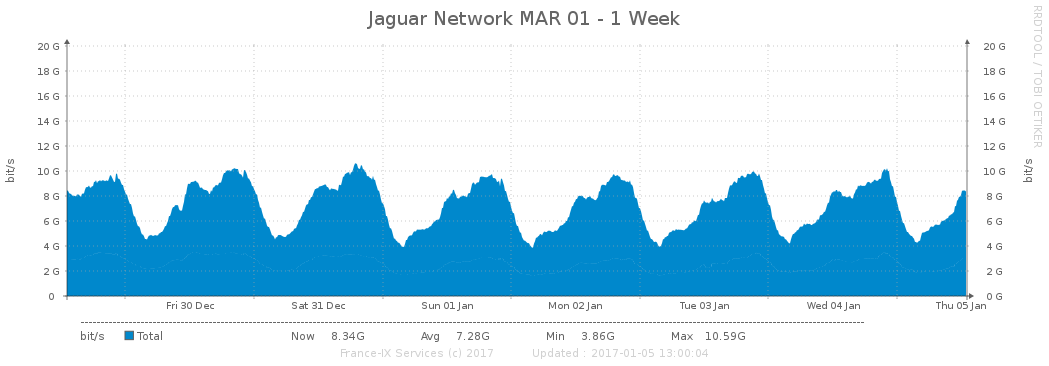 Jaguar Network MAR 01 - 1 Week
RRDTOOL / TOBI OETIKER
bit/s
20 G
18 G
16 G
14 G
12 G
10 G
8 G
6 G
4 G
2 G
0
20 G
18 G
16 G
14 G
12 G
10 G
8 G
6 G
4 G
2 G
0 G
bit/s
Fri 30 Dec Sat 31 Dec Sun 01 Jan Mon 02 Jan Tue 03 Jan Wed 04 Jan Thu 05 Jan
bit/s Total Now 8.34G Avg 7.28G Min 3.86G Max 10.59G
France-IX Services (c) 2017 Updated : 2017-01-05 13:00:04